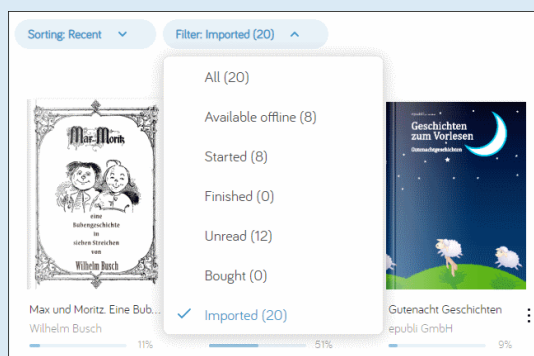 Sorting: Recent
Filter: Imported (20)
All (20)
Available offline (8)
Started (8)
Finished (0)
Unread (12)
Bought (0)
Imported (20)
Max und Moritz
eine
Bubengeschichte
in
sieben Streichen
von
Wilhelm Busch
Geschichten
zum Vorlesen
Gutenachtgeschichten
Max und Moritz. Eine Bub...
Wilhelm Busch
11%
51%
Gutenacht Geschichten
epubli GmbH
9%